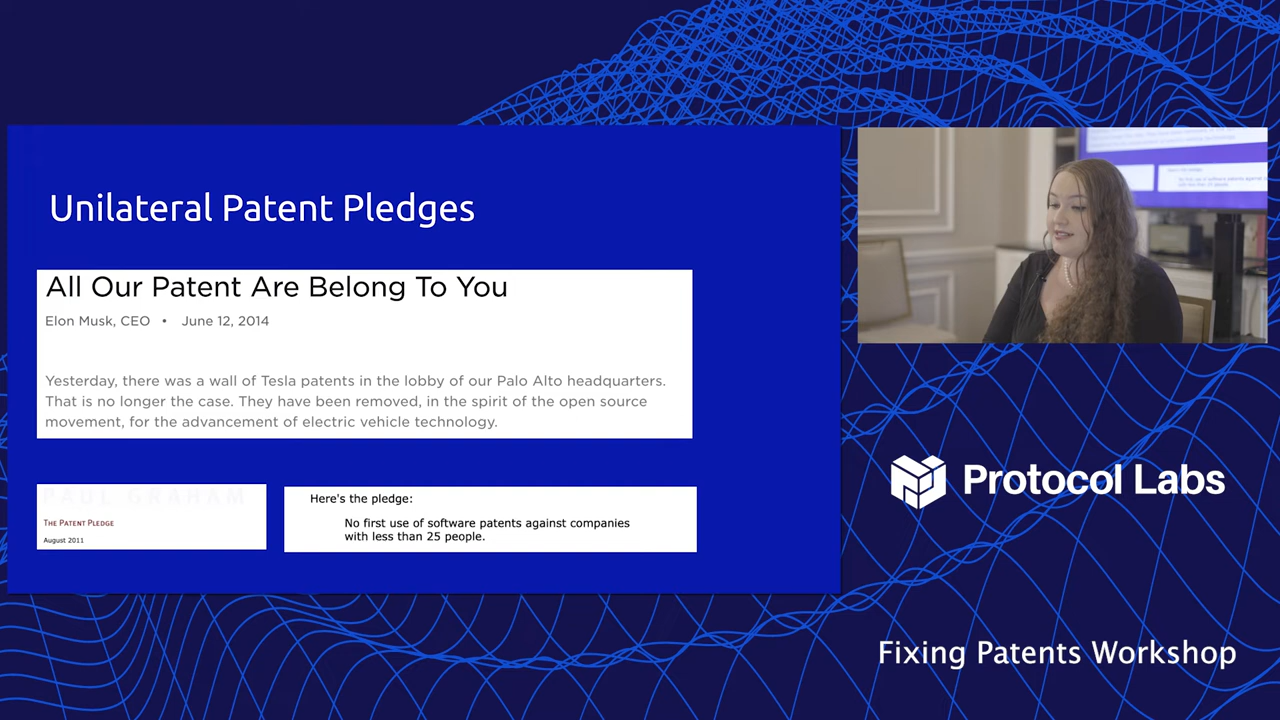 Unilateral Patent Pledges
All Our Patent Are Belong To You
Elon Musk, CEO • June 12, 2014
Yesterday, there was a wall of Tesla patents in the lobby of our Palo Alto headquarters.
That is no longer the case. They have been removed, in the spirit of the open source
movement, for the advancement of electric vehicle technology.
PAUL GRAHAM
THE PATENT PLEDGE
August 2011
Here's the pledge:
No first use of software patents against companies
with less than 25 people.
Protocol Labs
Fixing Patents Workshop